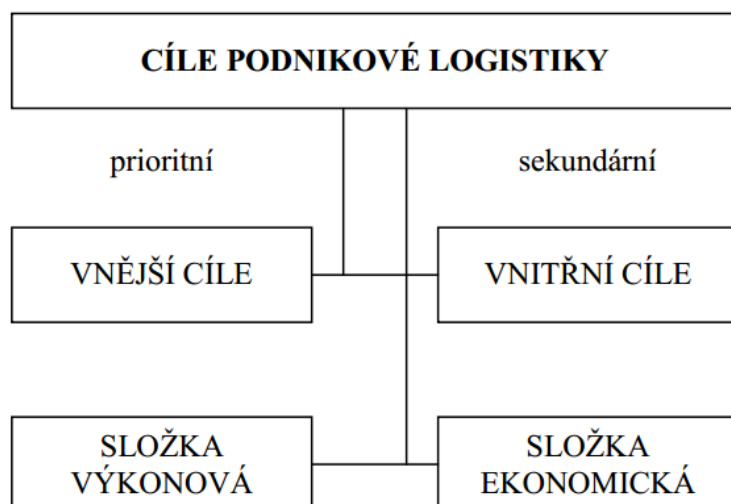 CÍLE PODNIKOVÉ LOGISTIKY
prioritní
sekundární
VNĚJŠÍ CÍLE
VNITŘNÍ CÍLE
SLOŽKA
VÝKONOVÁ
SLOŽKA
EKONOMICKÁ